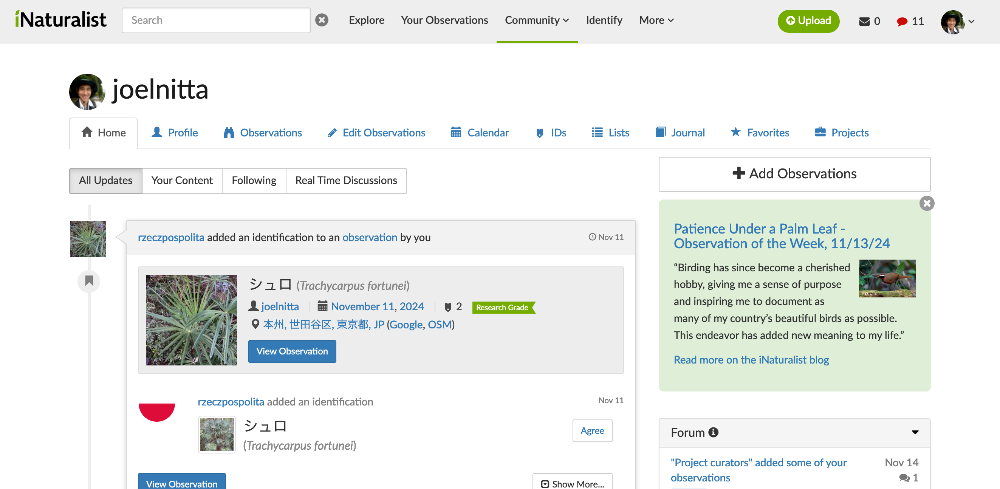 iNaturalist
Search
Explore
Your Observations
Community
Identify
More
Upload
0
11
joelnitta
Home
Profile
Observations
Edit Observations
Calendar
IDs
Lists
Journal
Favorites
Projects
All Updates
Your Content
Following
Real Time Discussions
rzeczpospolita added an identification to an observation by you
Nov 11
シュロ (Trachycarpus fortunei)
joelnitta
November 11, 2024
2
Research Grade
本州, 世田谷区, 東京都, JP (Google, OSM)
View Observation
rzeczpospolita added an identification
Nov 11
シュロ
(Trachycarpus fortunei)
Agree
View Observation
Show More...
Add Observations
Patience Under a Palm Leaf -
Observation of the Week, 11/13/24
“Birding has since become a cherished
hobby, giving me a sense of purpose
and inspiring me to document as
many of my country’s beautiful birds as possible.
This endeavor has added new meaning to my life.”
Read more on the iNaturalist blog
Forum
"Project curators" added some of your
observations
Nov 14
1